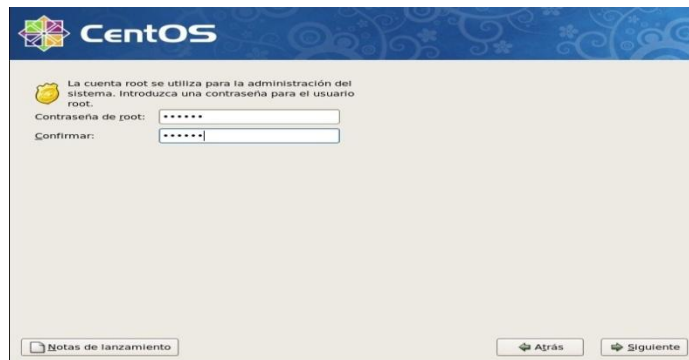 CentOS
La cuenta root se utiliza para la administración del
sistema. Introduzca una contraseña para el usuario
root.
Contraseña de root: ••••••
Confirmar: ••••••
Notas de lanzamiento
Atrás
Siguiente